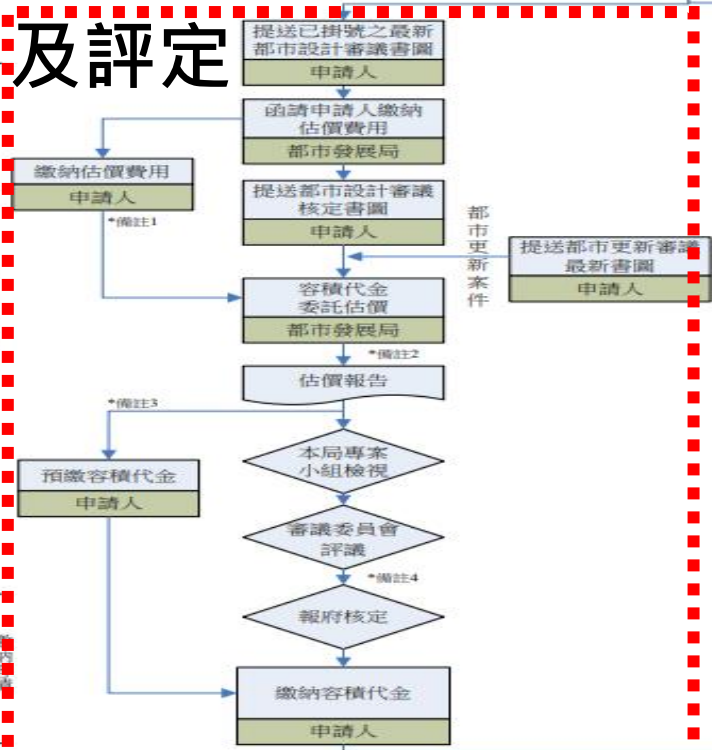 及評定
提送已掛號之最新
都市設計審議書圖
申請人
函請申請人繳納
估價費用
都市發展局
繳納估價費用
申請人
*備註1
提送都市設計審議
核定書圖
申請人
都市更新案件
提送都市更新審議
最新書圖
申請人
容積代金
委託估價
都市發展局
*備註2
估價報告
*備註3
本局專案
小組檢視
預繳容積代金
申請人
審議委員會
評議
*備註4
報府核定
繳納容積代金
申請人